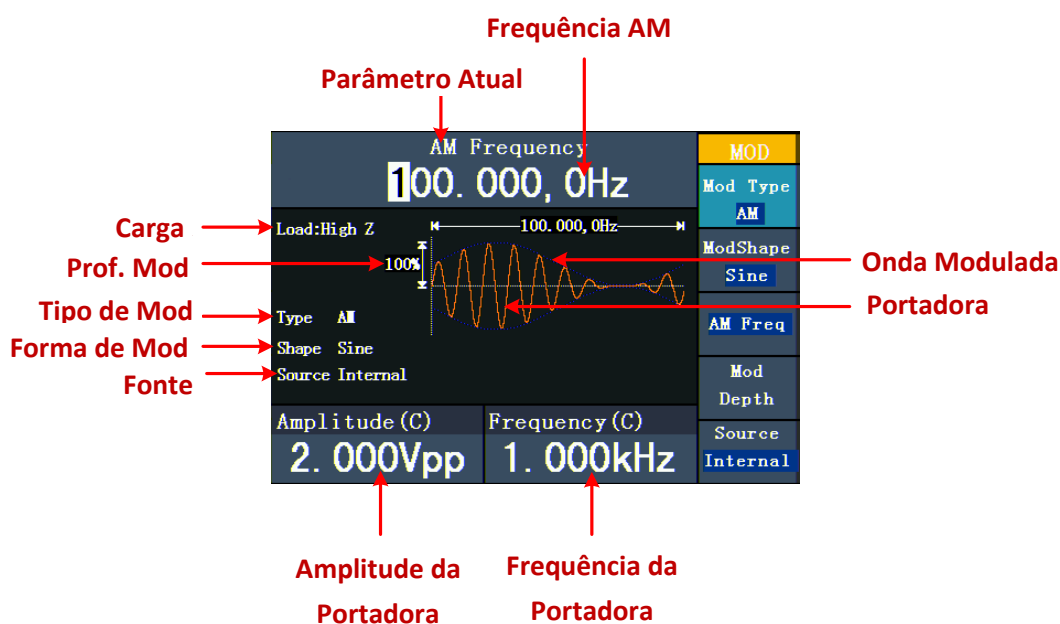 Frequência AM
Parâmetro Atual
AM Frequency
100.000,0Hz
MOD
Mod Type
AM
ModShape
Sine
AM Freq
Mod
Depth
Source
Internal
Carga
Prof. Mod
Tipo de Mod
Forma de Mod
Fonte
Load:High Z
100.000,0Hz
100%
Type AM
Shape Sine
Source Internal
Onda Modulada
Portadora
Amplitude(C)
2.000Vpp
Frequency(C)
1.000kHz
Amplitude da
Portadora
Frequência da
Portadora